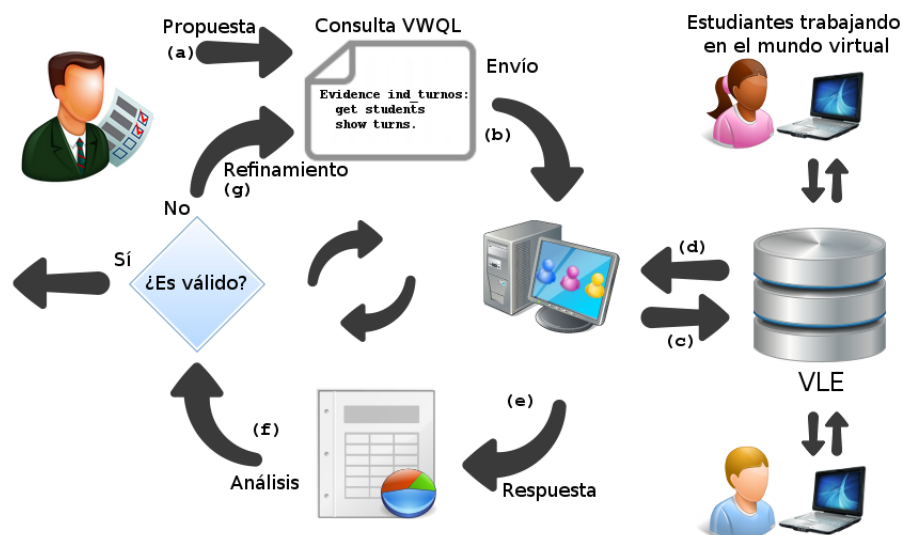 Propuesta
(a)
Consulta VWQL
Evidence ind_turnos:
get students
show turns.
Envío
(b)
Estudiantes trabajando
en el mundo virtual
Refinamiento
(g)
No
Sí
¿Es válido?
(d)
(c)
VLE
(e)
Respuesta
(f)
Análisis